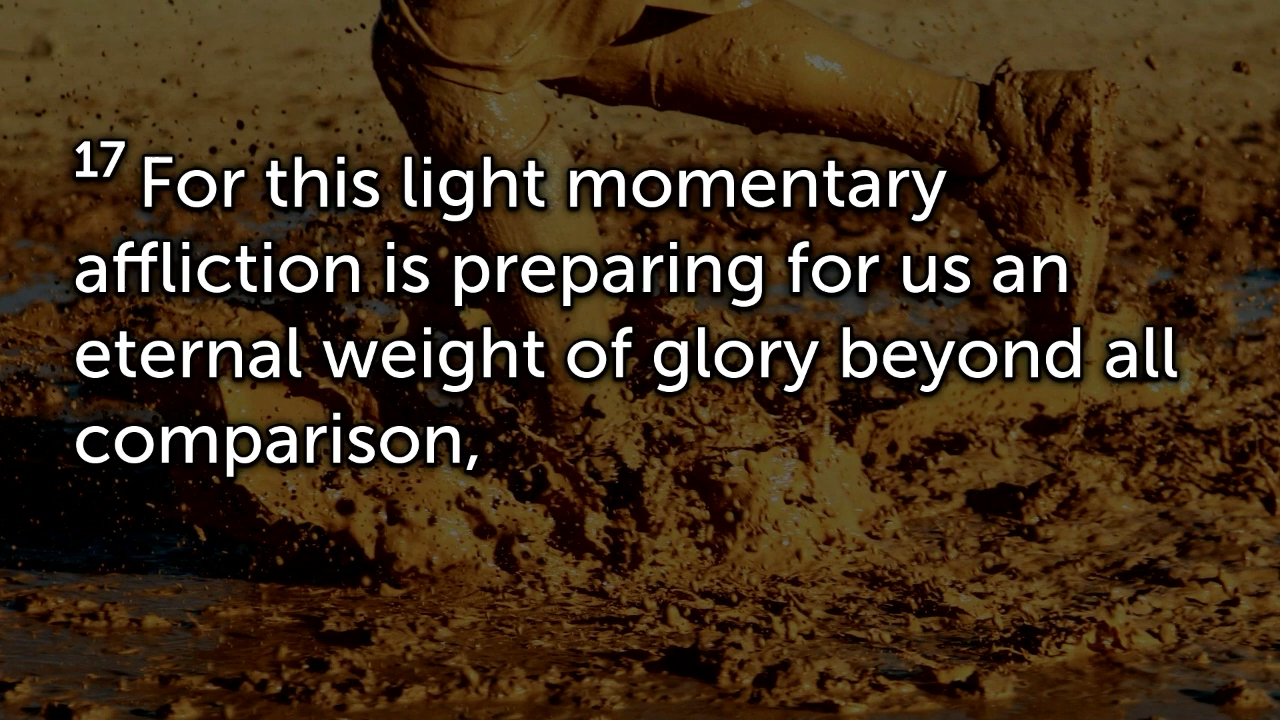 17 For this light momentary
affliction is preparing for us an
eternal weight of glory beyond all
comparison,